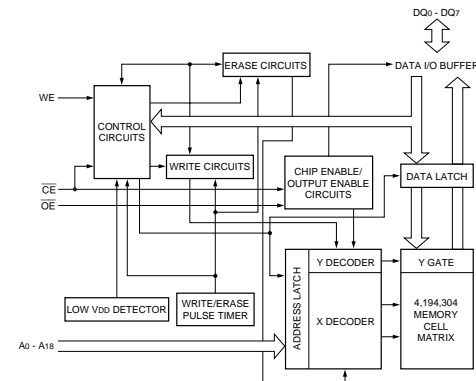 DQ0 - DQ7
ERASE CIRCUITS
DATA I/O BUFFER
WE
CONTROL
CIRCUITS
WRITE CIRCUITS
CHIP ENABLE/
OUTPUT ENABLE
CIRCUITS
DATA LATCH
CE
OE
ADDRESS LATCH
Y DECODER
Y GATE
X DECODER
4,194,304
MEMORY
CELL
MATRIX
LOW VDD DETECTOR
WRITE/ERASE
PULSE TIMER
A0 - A18